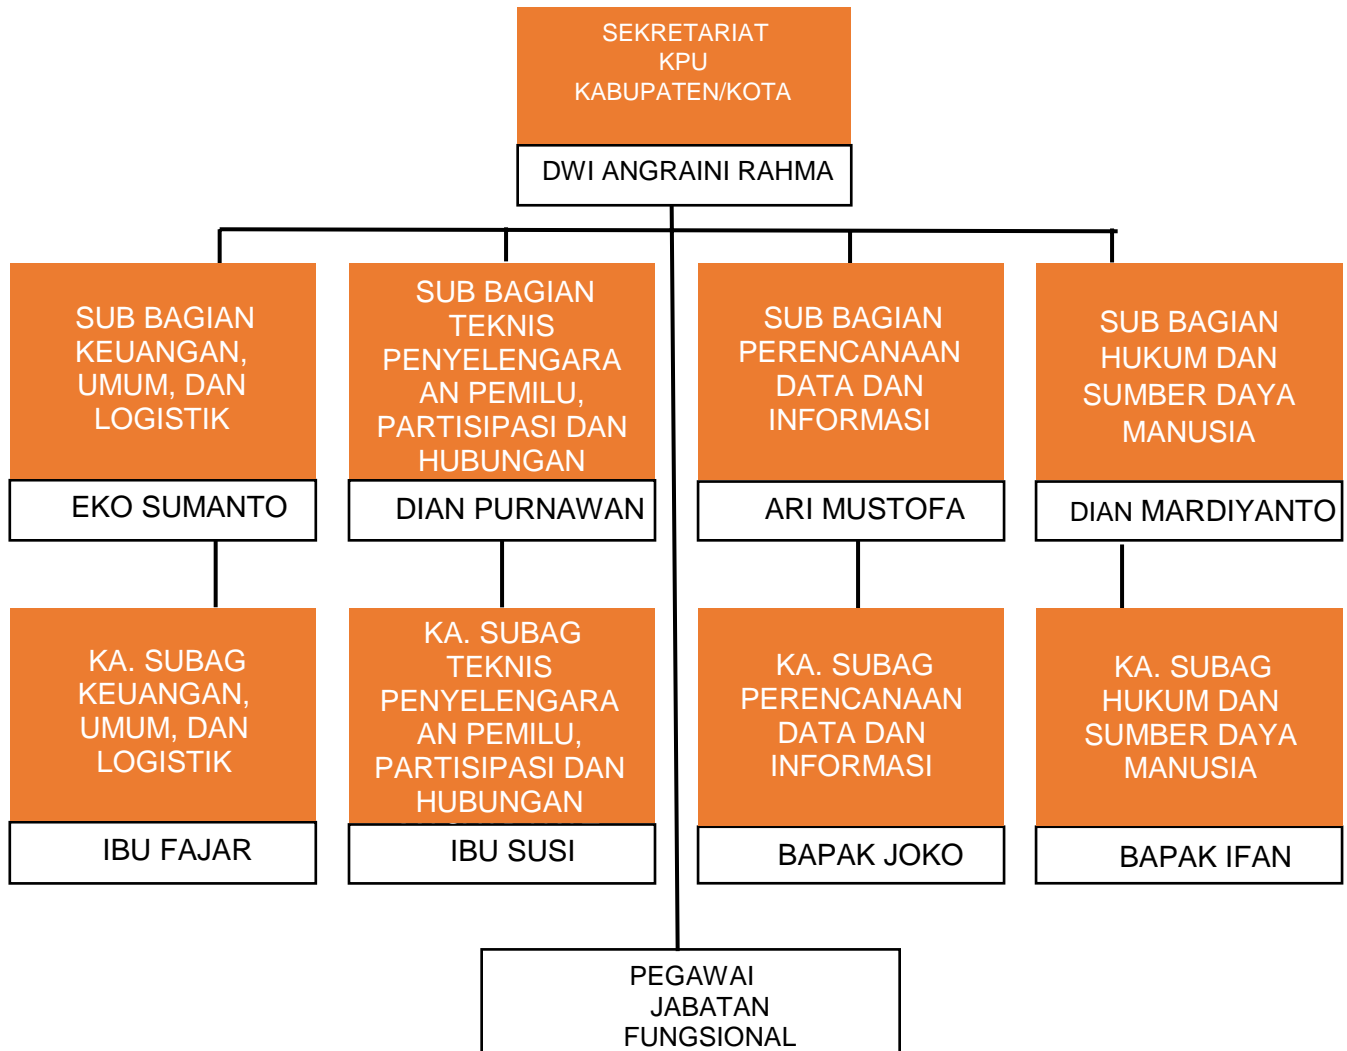 SEKRETARIAT
KPU
KABUPATEN/KOTA
DWI ANGRAINI RAHMA
SUB BAGIAN
KEUANGAN,
UMUM, DAN
LOGISTIK
EKO SUMANTO
SUB BAGIAN
TEKNIS
PENYELENGARA
AN PEMILU,
PARTISIPASI DAN
HUBUNGAN
DIAN PURNAWAN
SUB BAGIAN
PERENCANAAN
DATA DAN
INFORMASI
ARI MUSTOFA
SUB BAGIAN
HUKUM DAN
SUMBER DAYA
MANUSIA
DIAN MARDIYANTO
KA. SUBAG
KEUANGAN,
UMUM, DAN
LOGISTIK
IBU FAJAR
KA. SUBAG
TEKNIS
PENYELENGARA
AN PEMILU,
PARTISIPASI DAN
HUBUNGAN
IBU SUSI
KA. SUBAG
PERENCANAAN
DATA DAN
INFORMASI
BAPAK JOKO
KA. SUBAG
HUKUM DAN
SUMBER DAYA
MANUSIA
BAPAK IFAN
PEGAWAI
JABATAN
FUNGSIONAL